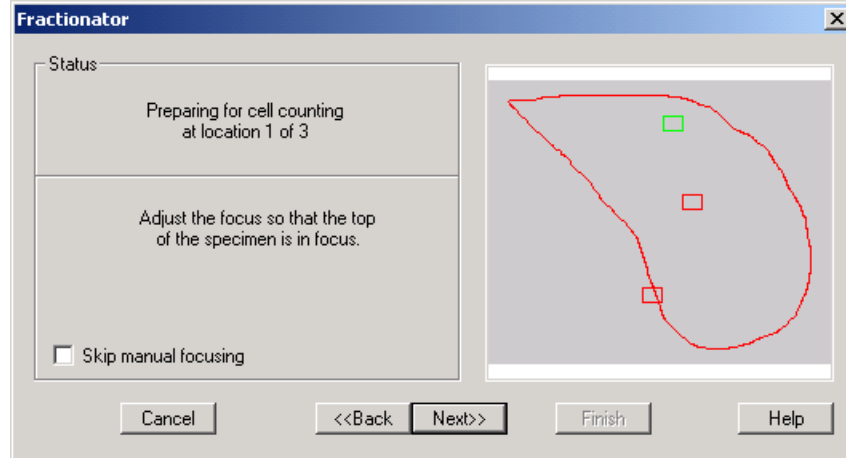 Fractionator
Status
Preparing for cell counting
at location 1 of 3
Adjust the focus so that the top
of the specimen is in focus.
Skip manual focusing
Cancel
<<Back
Next>>
Finish
Help